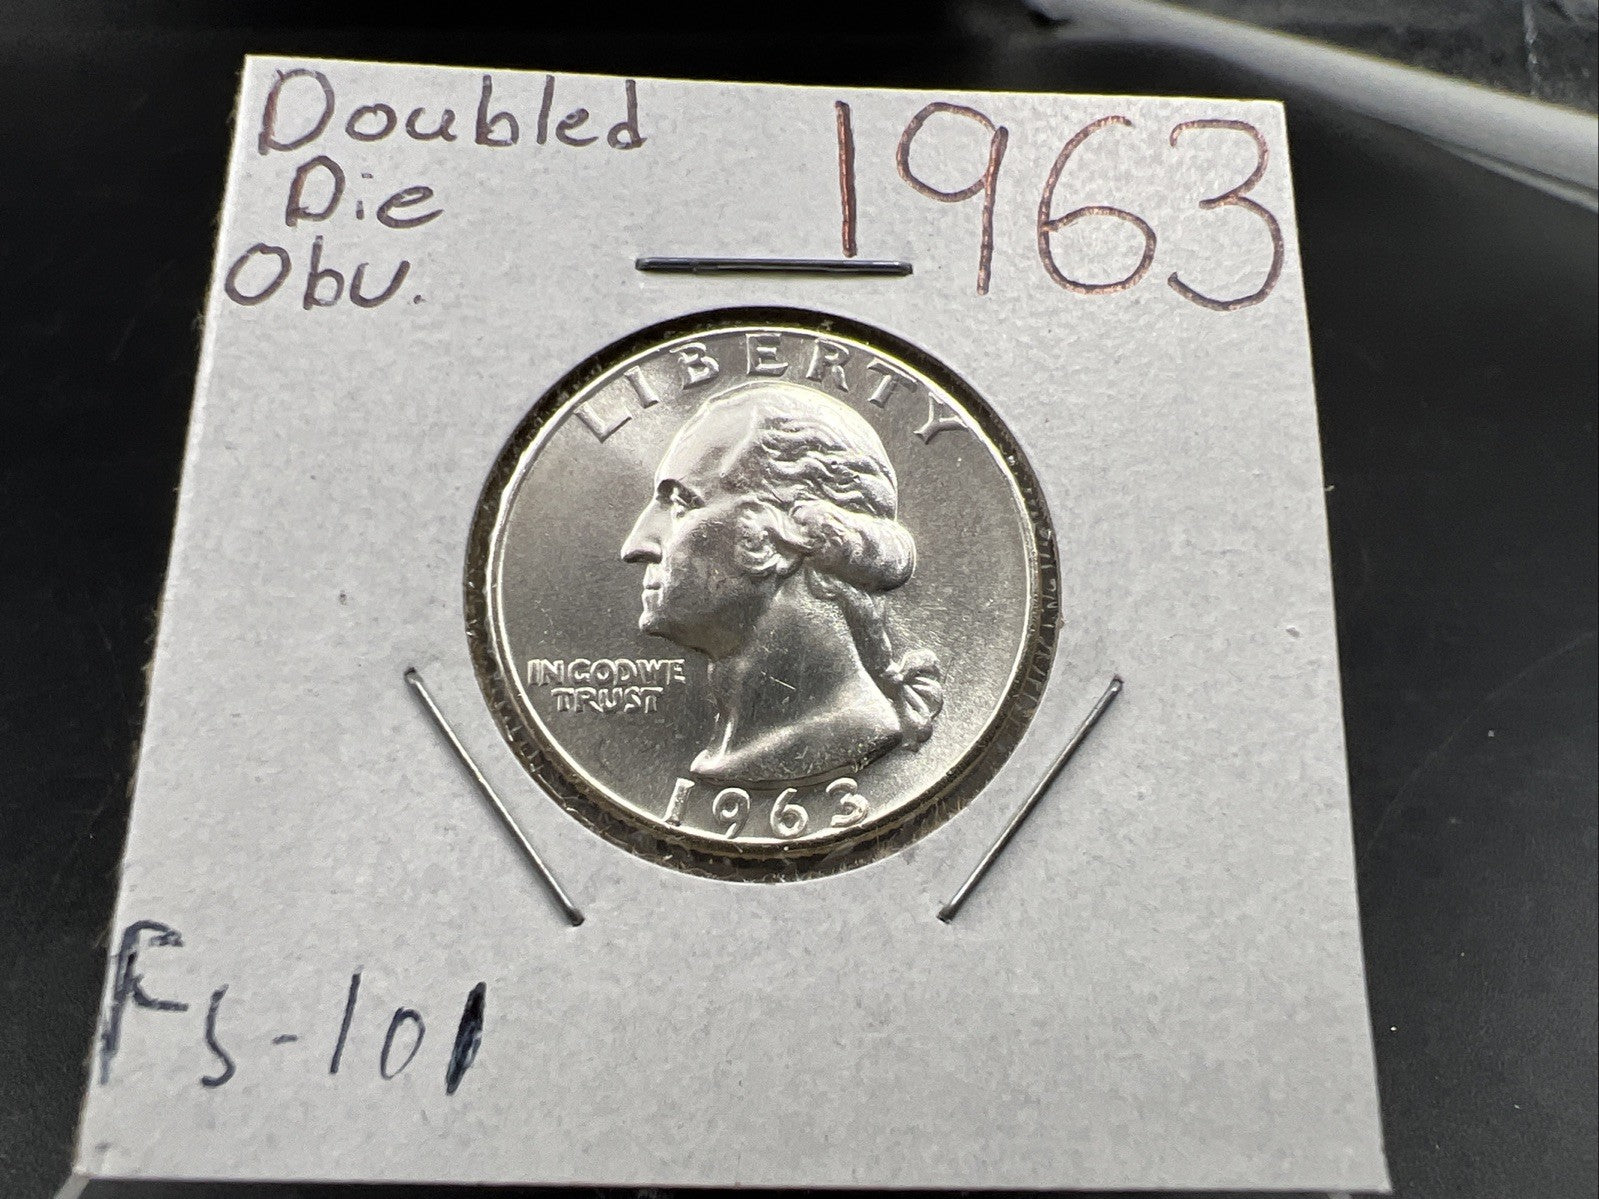 Doubled
Die
Obv.
1963
LIBERTY
IN GOD WE
TRUST
1963
FS-101